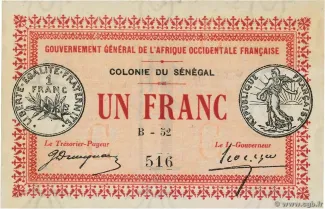 GOUVERNEMENT GÉNÉRAL DE L'AFRIQUE OCCIDENTALE FRANÇAISE
COLONIE DU SÉNÉGAL
LIBERTÉ·ÉGALITÉ·FRATERNITÉ
1
FRANC
RÉPUBLIQUE FRANÇAISE
UN FRANC
B - 52
Le Trésorier-Payeur
Le Lt-Gouverneur
516
www.cgb.fr